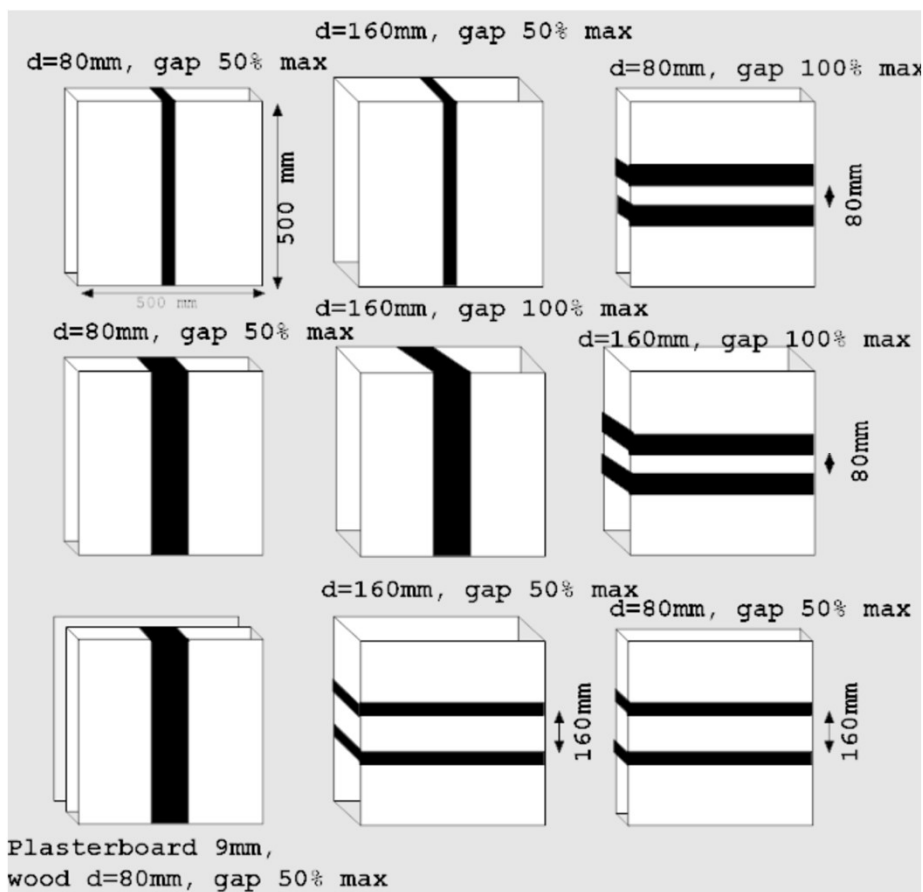 d=160mm, gap 50% max
d=80mm, gap 50% max
d=80mm, gap 100% max
500 mm
80mm
500 mm
d=160mm, gap 100% max
d=80mm, gap 50% max
d=160mm, gap 100% max
80mm
d=160mm, gap 50% max
d=80mm, gap 50% max
160mm
160mm
Plasterboard 9mm,
wood d=80mm, gap 50% max